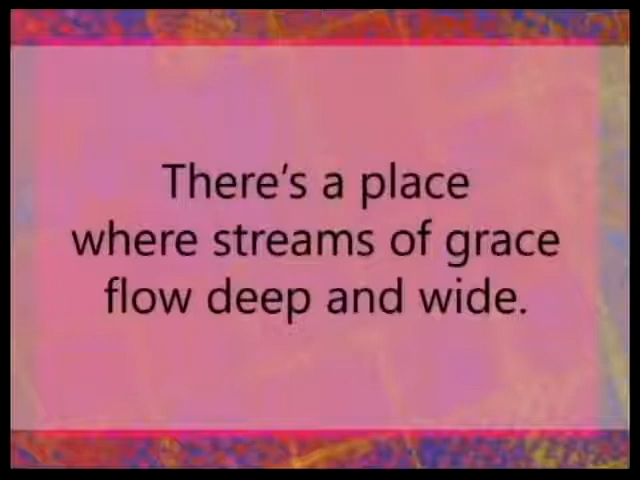 There's a place
where streams of grace
flow deep and wide.